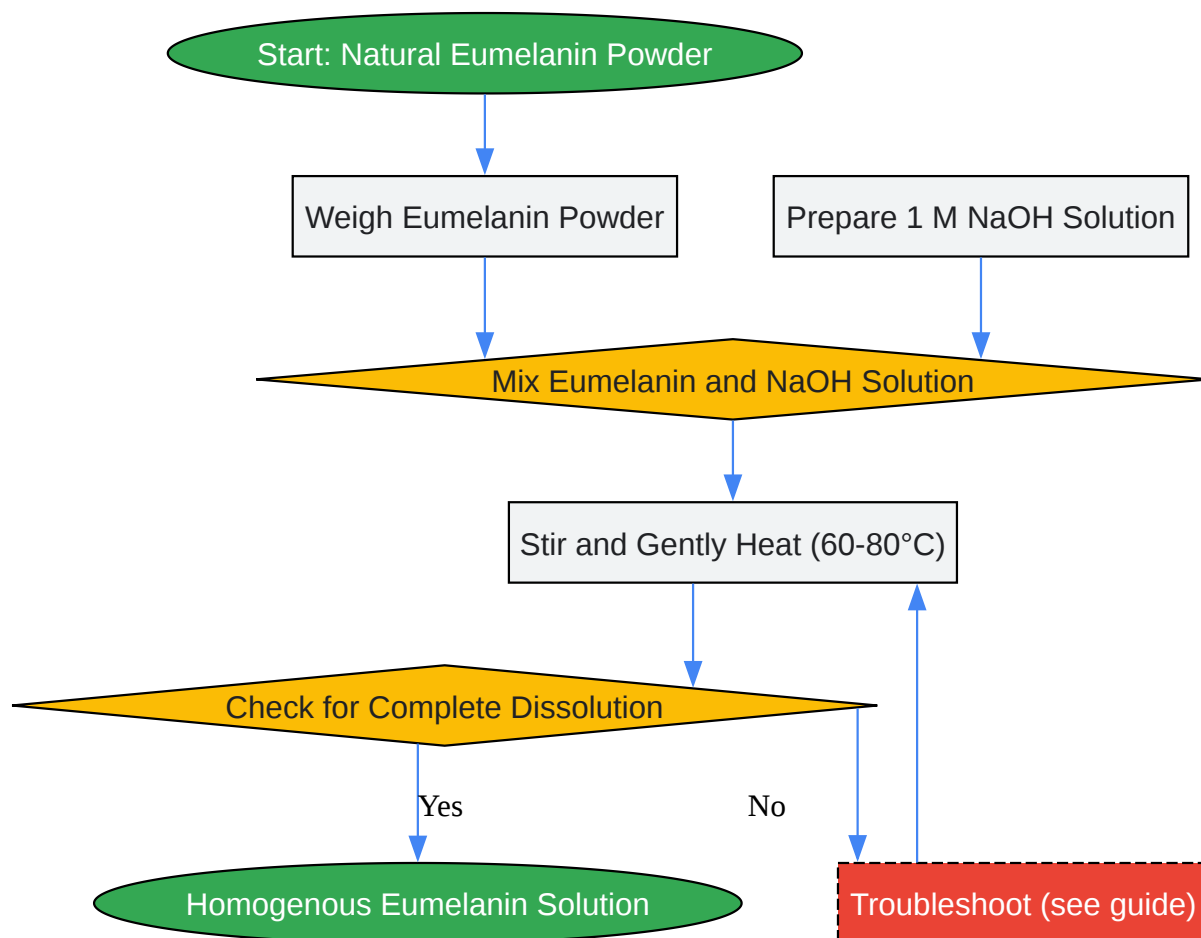 Start: Natural Eumelanin Powder
Weigh Eumelanin Powder
Prepare 1 M NaOH Solution
Mix Eumelanin and NaOH Solution
Stir and Gently Heat (60-80°C)
Check for Complete Dissolution
Yes
No
Homogenous Eumelanin Solution
Troubleshoot (see guide)